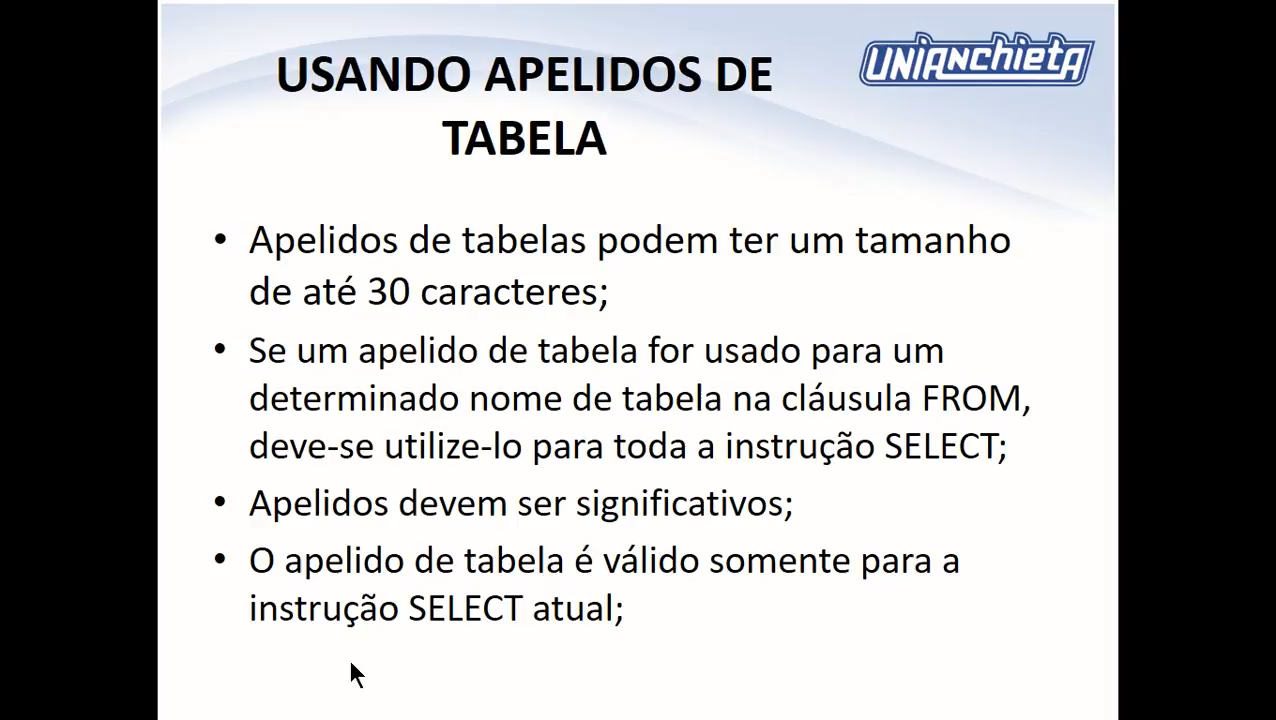 UNIANCHIETA
USANDO APELIDOS DE
TABELA
• Apelidos de tabelas podem ter um tamanho
de até 30 caracteres;
• Se um apelido de tabela for usado para um
determinado nome de tabela na cláusula FROM,
deve-se utilize-lo para toda a instrução SELECT;
• Apelidos devem ser significativos;
• O apelido de tabela é válido somente para a
instrução SELECT atual;